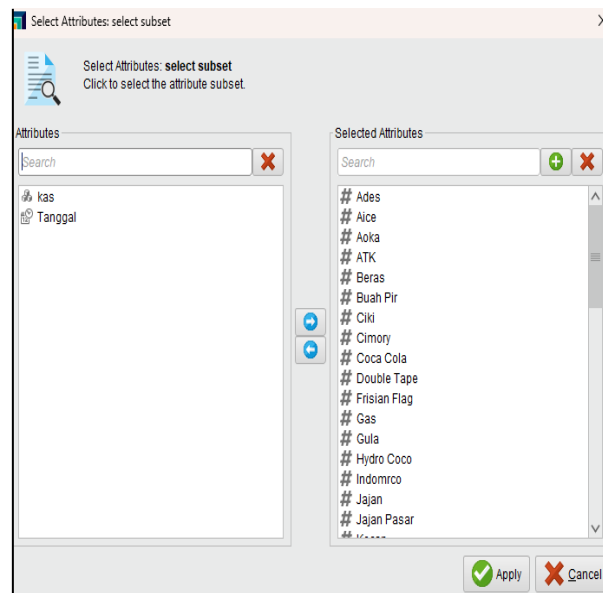 Select Attributes: select subset
Select Attributes: select subset
Click to select the attribute subset.
Attributes
Search
kas
Tanggal
Selected Attributes
Search
# Ades
# Aice
# Aoka
# ATK
# Beras
# Buah Pir
# Ciki
# Cimory
# Coca Cola
# Double Tape
# Frisian Flag
# Gas
# Gula
# Hydro Coco
# Indomrco
# Jajan
# Jajan Pasar
Apply
Cancel